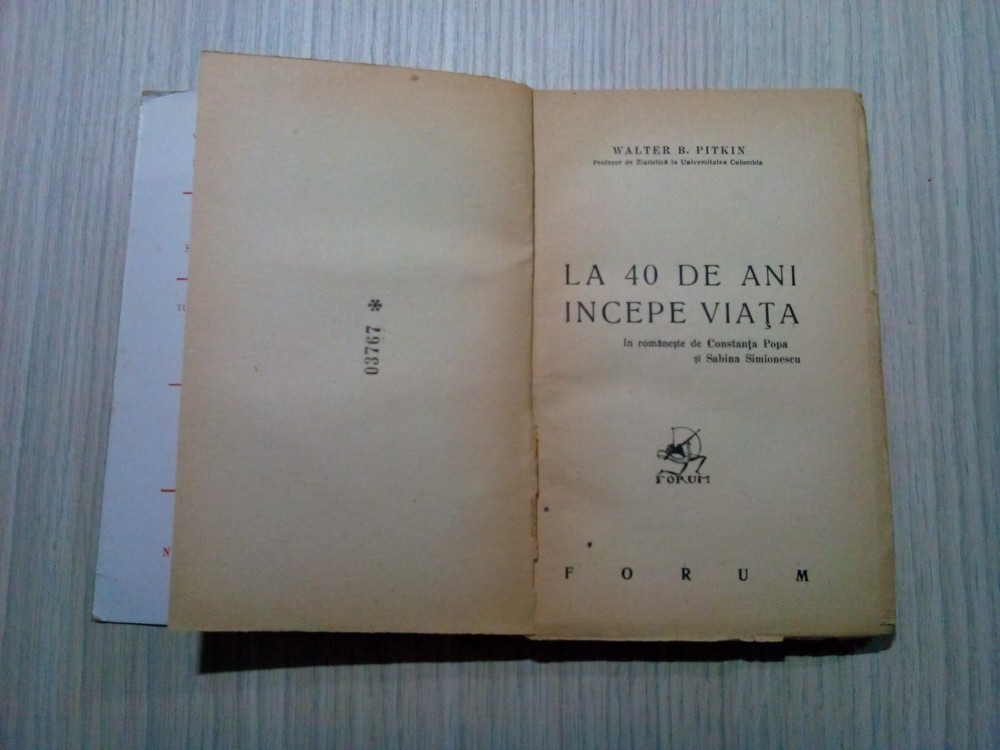 03767 *
WALTER B. PITKIN
Profesor de Ziaristică la Universitatea Columbia
LA 40 DE ANI
INCEPE VIAŢA
în româneşte de Constanţa Popa
şi Sabina Simionescu
FORUM
FORUM